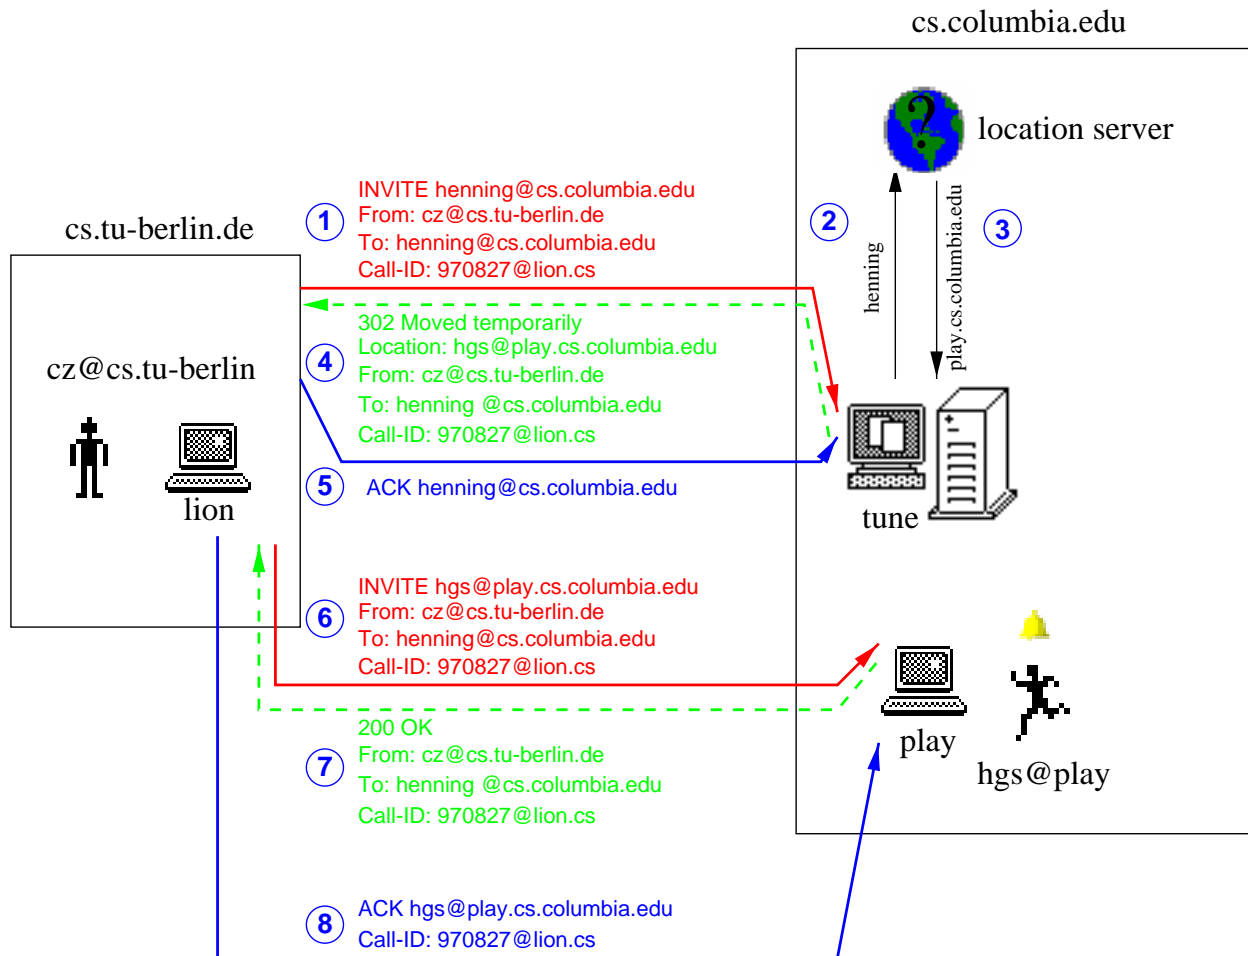 cs.columbia.edu
location server
INVITE henning@cs.columbia.edu
1
From: cz@cs.tu-berlin.de
To: henning@cs.columbia.edu
Call-ID: 970827@lion.cs
2
3
henning
play.cs.columbia.edu
cs.tu-berlin.de
302 Moved temporarily
4
Location: hgs@play.cs.columbia.edu
From: cz@cs.tu-berlin.de
To: henning @cs.columbia.edu
Call-ID: 970827@lion.cs
cz@cs.tu-berlin
lion
5
ACK henning@cs.columbia.edu
tune
INVITE hgs@play.cs.columbia.edu
6
From: cz@cs.tu-berlin.de
To: henning@cs.columbia.edu
Call-ID: 970827@lion.cs
200 OK
7
From: cz@cs.tu-berlin.de
To: henning @cs.columbia.edu
Call-ID: 970827@lion.cs
play
hgs@play
8
ACK hgs@play.cs.columbia.edu
Call-ID: 970827@lion.cs
?